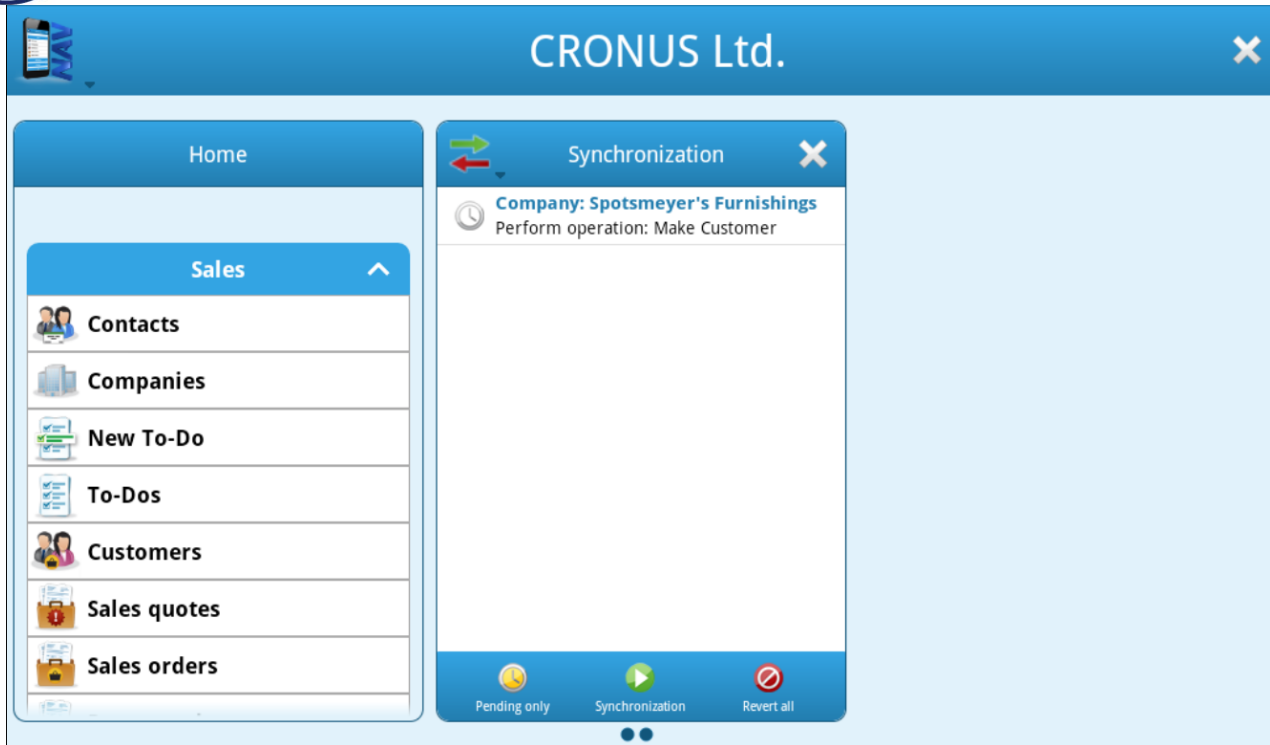 NAV
CRONUS Ltd.
Home
Sales
Contacts
Companies
New To-Do
To-Dos
Customers
Sales quotes
Sales orders
Synchronization
Company: Spotsmeyer's Furnishings
Perform operation: Make Customer
Pending only
Synchronization
Revert all